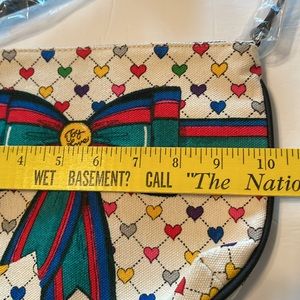 4 5 6 7 8 9 10
WET BASEMENT? CALL "The Natio